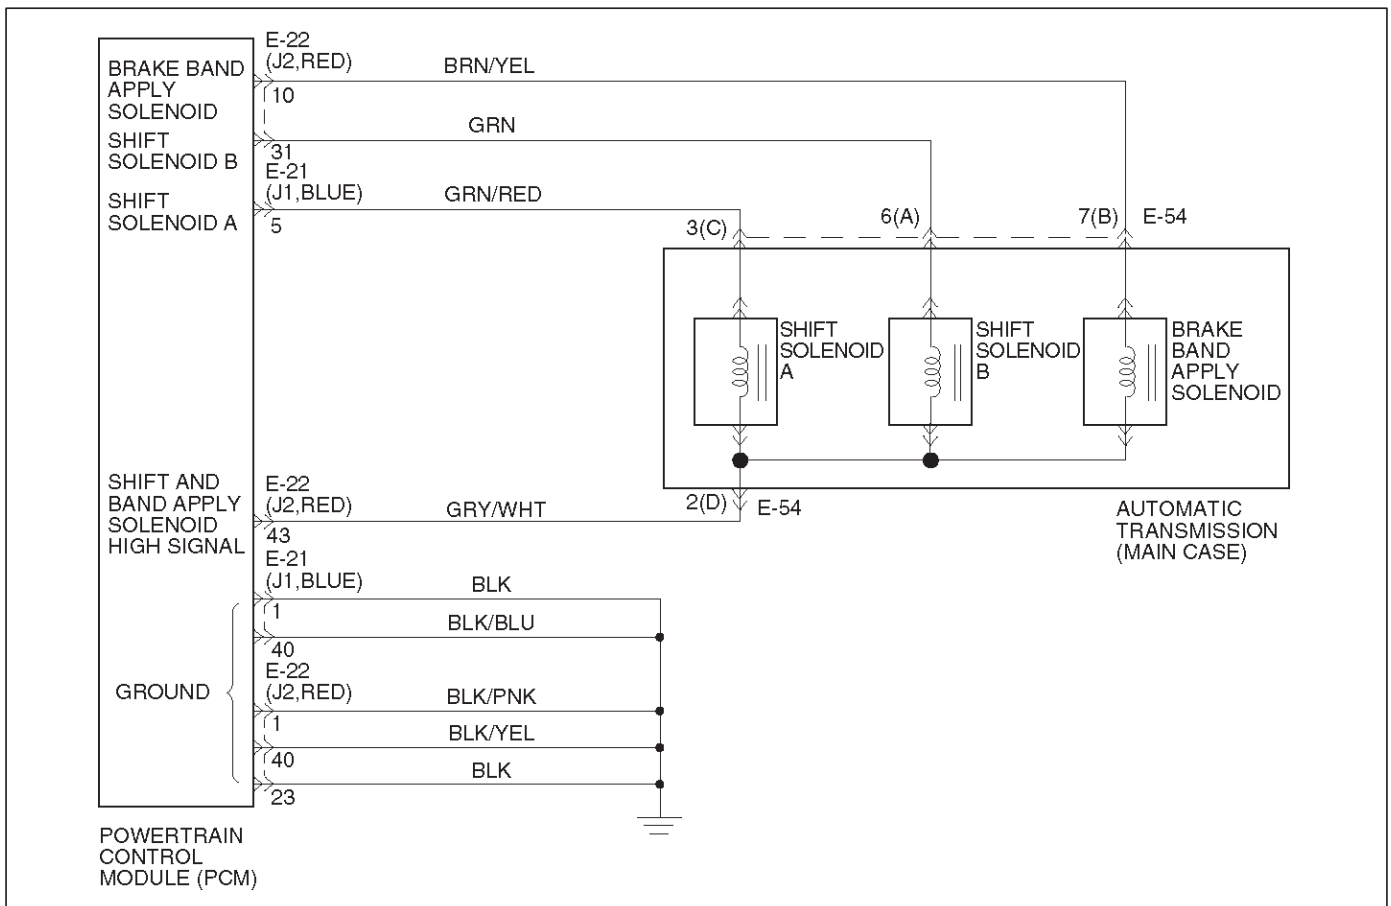 E-22
(J2,RED)
BRN/YEL
BRAKE BAND
APPLY
SOLENOID
10
GRN
SHIFT
SOLENOID B
31
E-21
(J1,BLUE)
GRN/RED
SHIFT
SOLENOID A
5
3(C)
6(A)
7(B)
E-54
SHIFT
SOLENOID
A
SHIFT
SOLENOID
B
BRAKE
BAND
APPLY
SOLENOID
SHIFT AND
BAND APPLY
SOLENOID
HIGH SIGNAL
E-22
(J2,RED)
GRY/WHT
43
2(D)
E-54
AUTOMATIC
TRANSMISSION
(MAIN CASE)
E-21
(J1,BLUE)
BLK
1
BLK/BLU
40
GROUND
E-22
(J2,RED)
BLK/PNK
1
BLK/YEL
40
BLK
23
POWERTRAIN
CONTROL
MODULE (PCM)